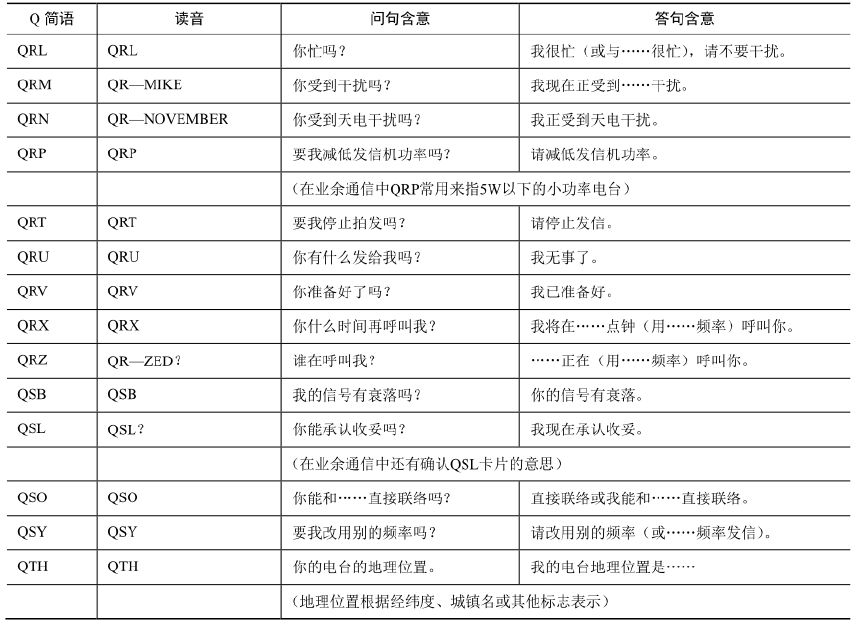 Q 简语 读音 问句含意 答句含意
QRL QRL 你忙吗？ 我很忙（或与……很忙），请不要干扰。
QRM QR—MIKE 你受到干扰吗？ 我现在正受到……干扰。
QRN QR—NOVEMBER 你受到天电干扰吗？ 我正受到天电干扰。
QRP QRP 要我减低发信机功率吗？ 请减低发信机功率。
（在业余通信中QRP常用来指5W以下的小功率电台）
QRT QRT 要我停止拍发吗？ 请停止发信。
QRU QRU 你有什么发给我吗？ 我无事了。
QRV QRV 你准备好了吗？ 我已准备好。
QRX QRX 你什么时间再呼叫我？ 我将在……点钟（用……频率）呼叫你。
QRZ QR—ZED？ 谁在呼叫我？ ……正在（用……频率）呼叫你。
QSB QSB 我的信号有衰落吗？ 你的信号有衰落。
QSL QSL？ 你能承认收妥吗？ 我现在承认收妥。
（在业余通信中还有确认QSL卡片的意思）
QSO QSO 你能和……直接联络吗？ 直接联络或我能和……直接联络。
QSY QSY 要我改用别的频率吗？ 请改用别的频率（或……频率发信）。
QTH QTH 你的电台的地理位置。 我的电台地理位置是……
（地理位置根据经纬度、城镇名或其他标志表示）